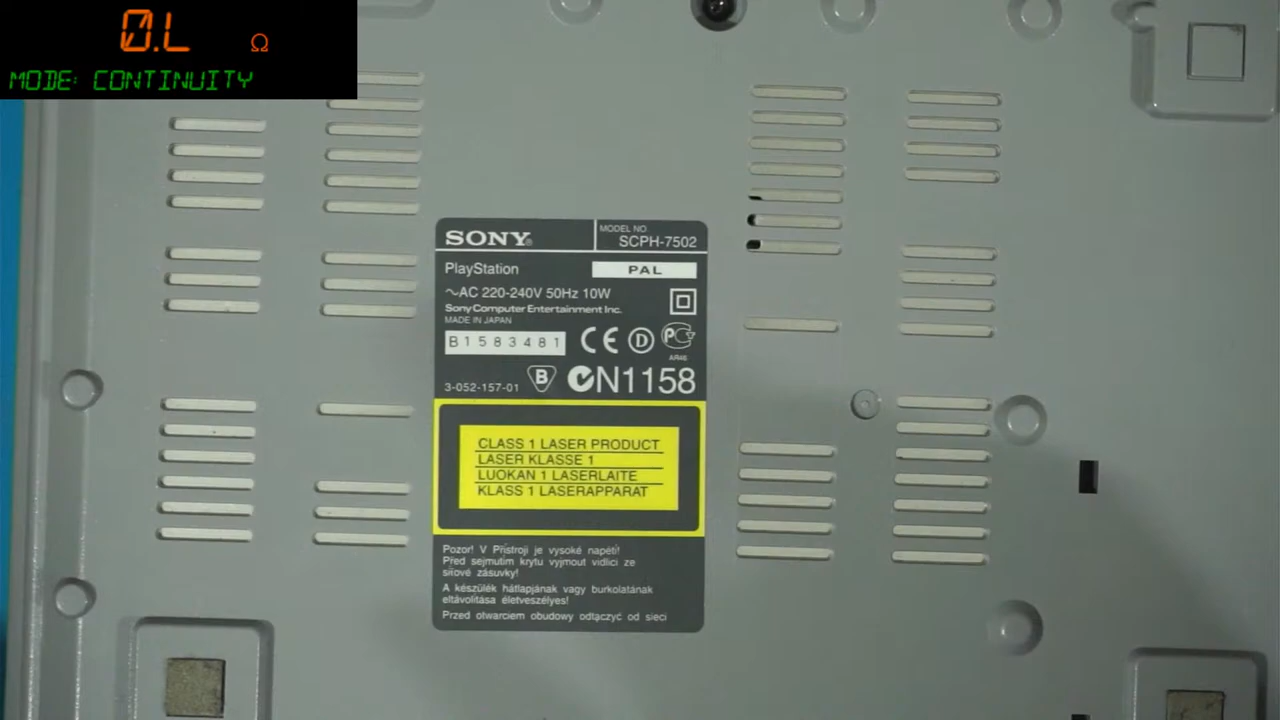 0.L Ω
MODE: CONTINUITY
SONY®
MODEL NO
SCPH-7502
PlayStation
PAL
~AC 220-240V 50Hz 10W
Sony Computer Entertainment Inc.
MADE IN JAPAN
B1583481
CE D PG
AR46
3-052-157-01 B N1158
CLASS 1 LASER PRODUCT
LASER KLASSE 1
LUOKAN 1 LASERLAITE
KLASS 1 LASERAPPARAT
Pozor! V Přístroji je vysoké napětí!
Před sejmutím krytu vyjmout vidlici ze
síťové zásuvky!
A készülék hátlapjának vagy burkolatának
eltávolítása életveszélyes!
Przed otwarciem obudowy odłączyć od sieci